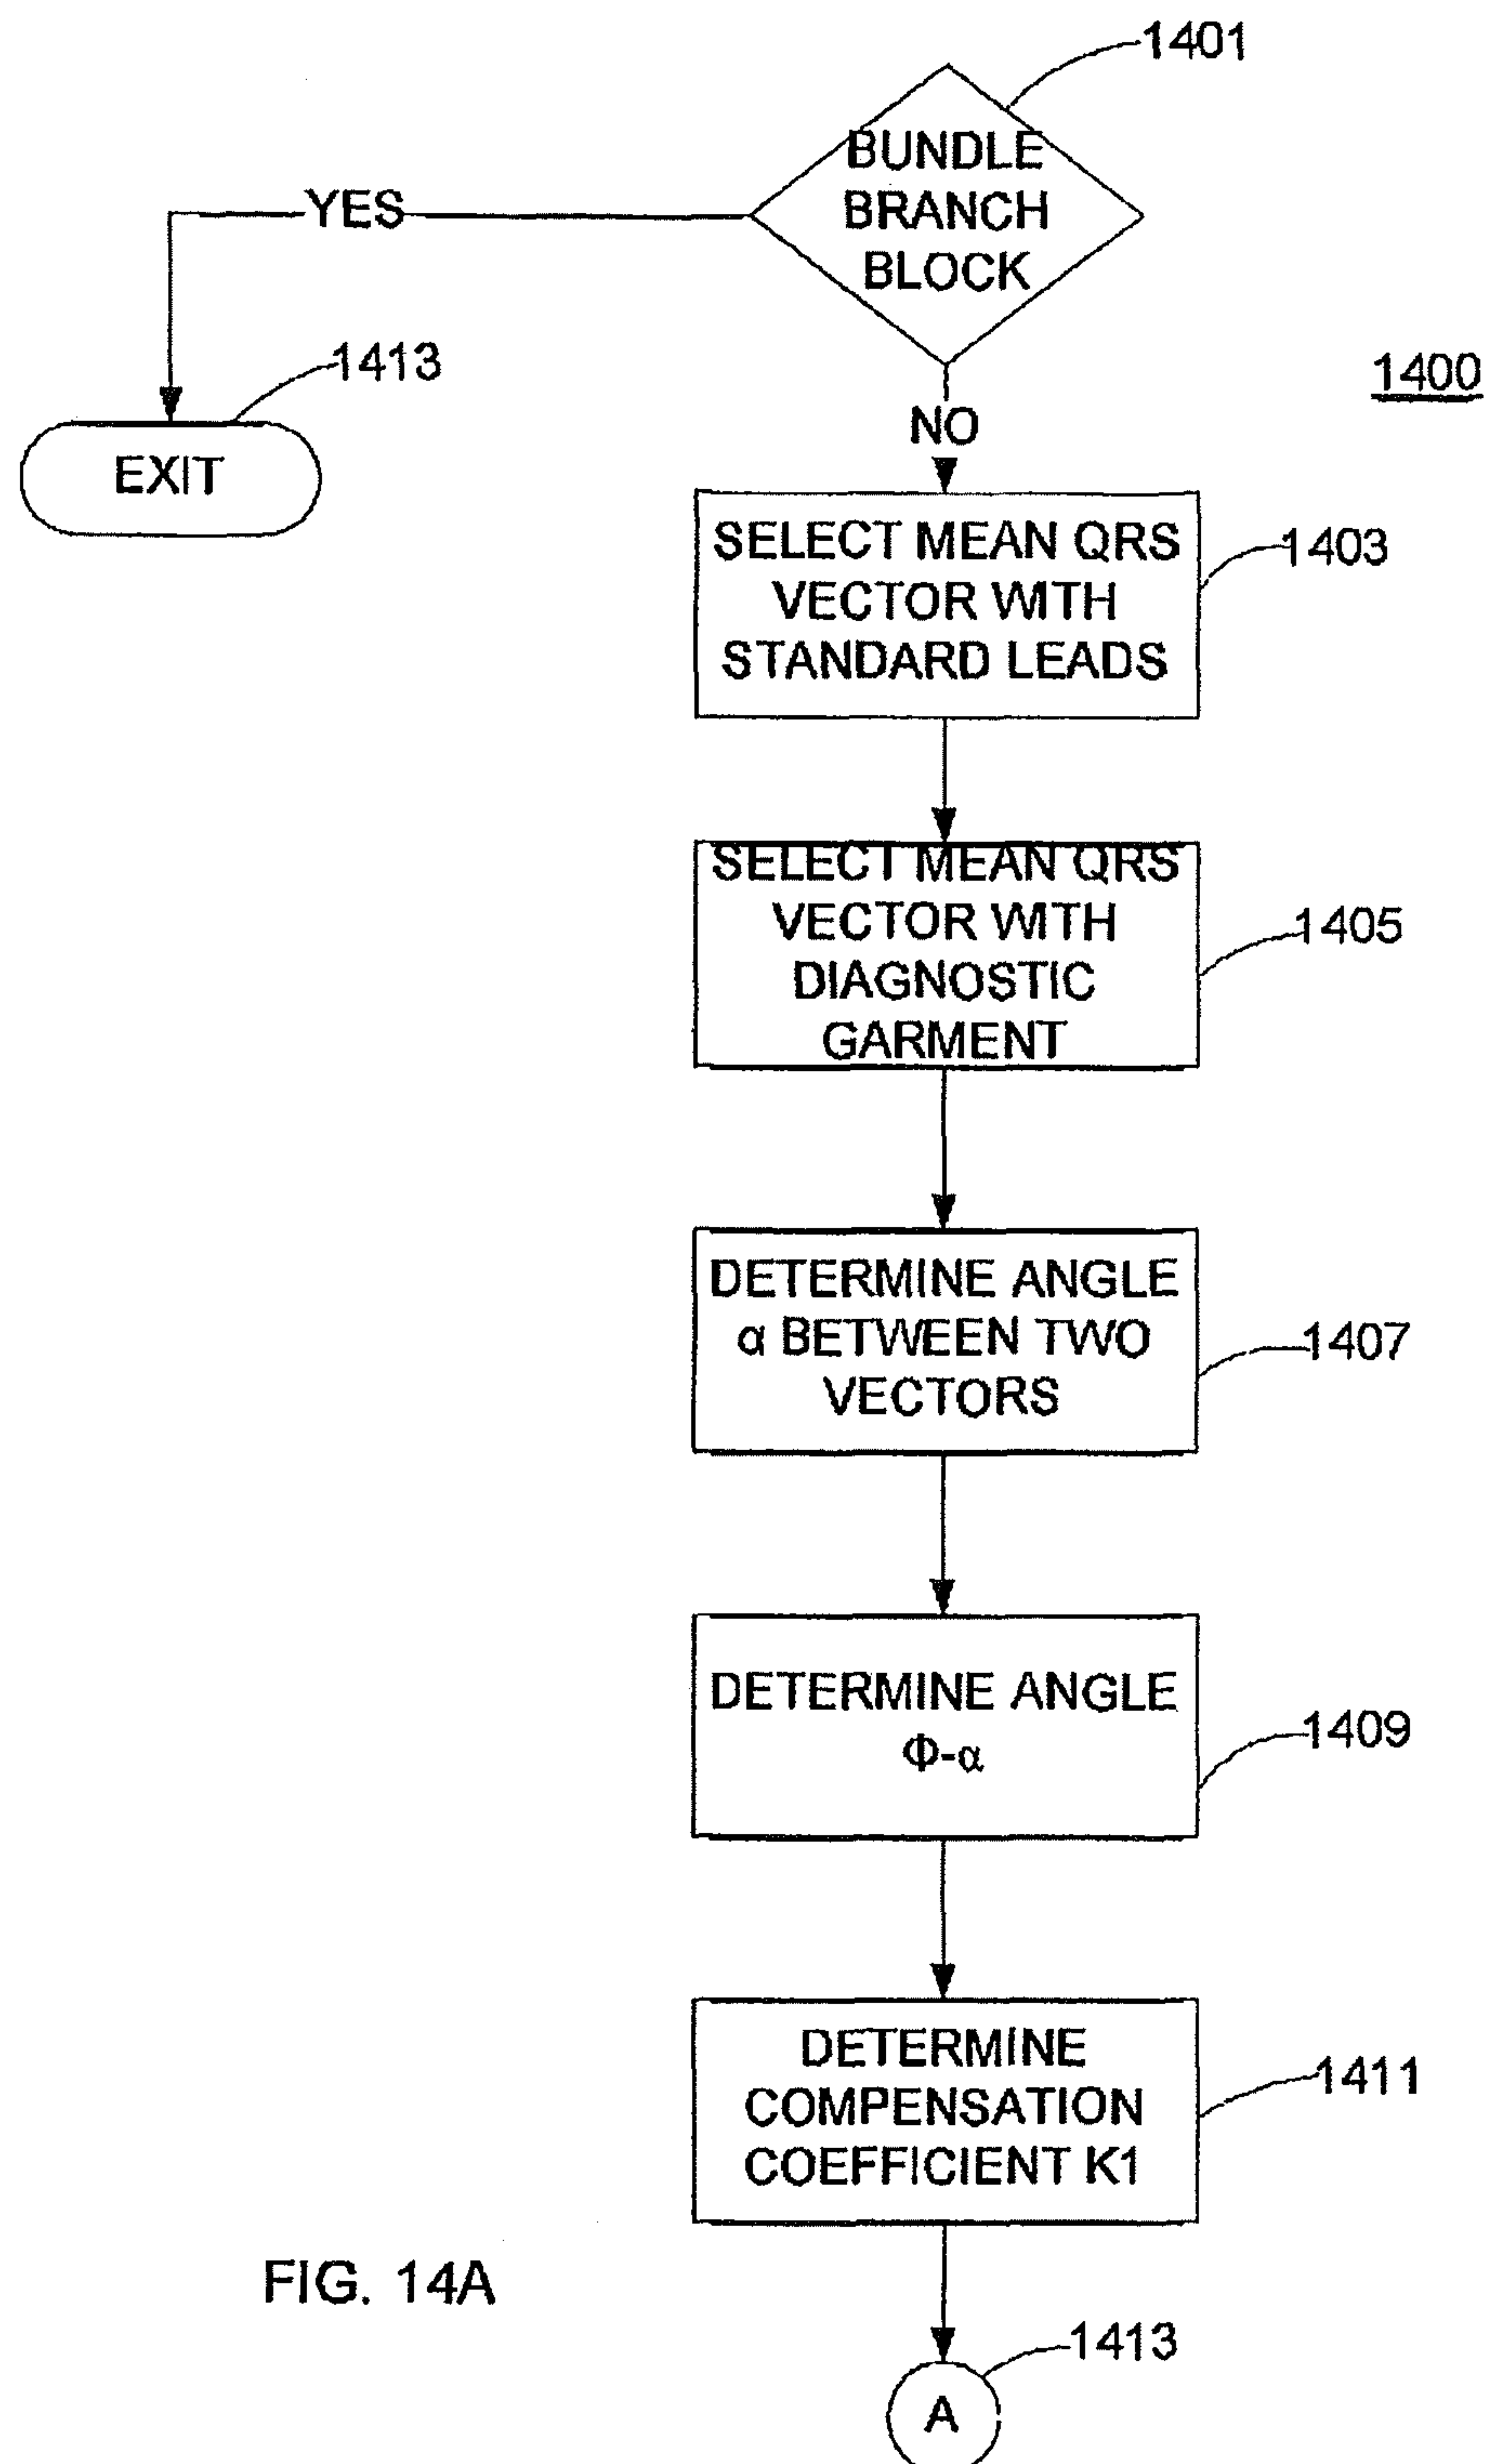 1401
BUNDLE
BRANCH
BLOCK
YES
1413
EXIT
1400
NO
SELECT MEAN QRS
VECTOR WITH
STANDARD LEADS
1403
SELECT MEAN QRS
VECTOR WITH
DIAGNOSTIC
GARMENT
1405
DETERMINE ANGLE
α BETWEEN TWO
VECTORS
1407
DETERMINE ANGLE
Φ-α
1409
DETERMINE
COMPENSATION
COEFFICIENT K1
1411
FIG. 14A
1413
A